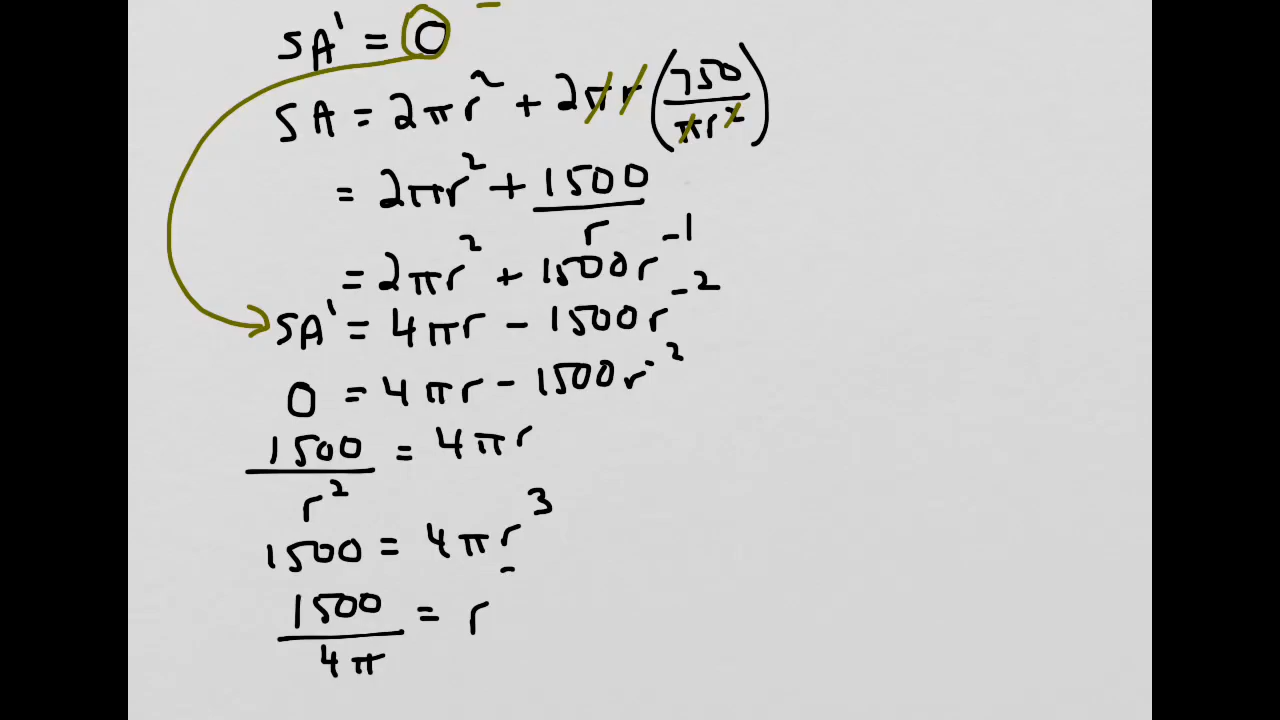 SA' = 0
SA = 2πr² + 2πr(750/πr²)
= 2πr² + 1500/r
= 2πr² + 1500r⁻¹
SA' = 4πr - 1500r⁻²
0 = 4πr - 1500r⁻²
1500/r² = 4πr
1500 = 4πr³
1500/4π = r